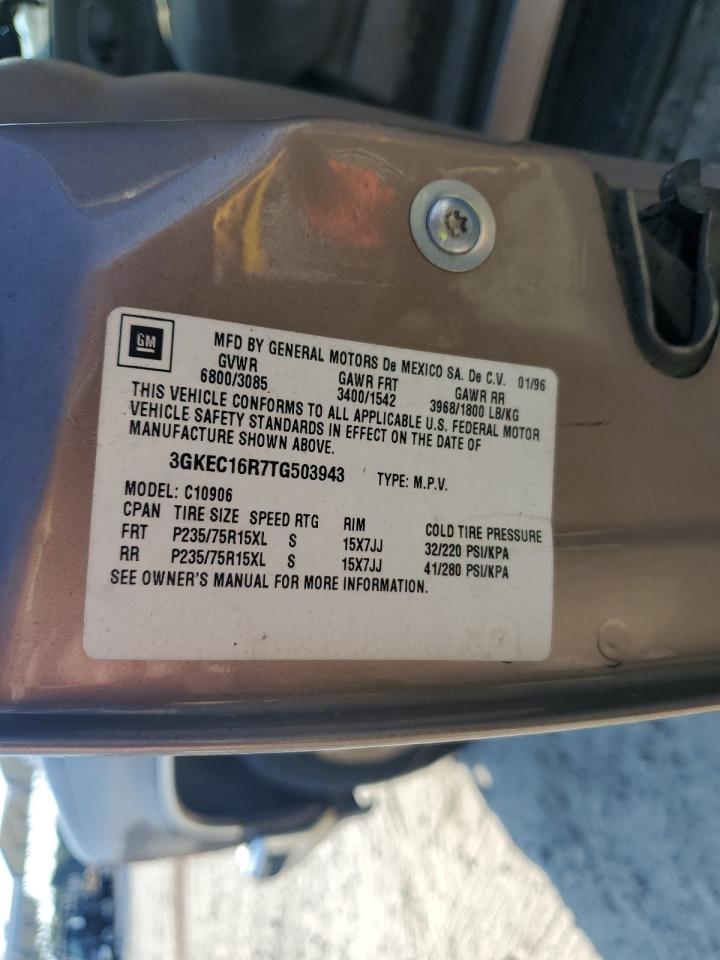 GM
MFD BY GENERAL MOTORS De MEXICO SA. De C.V. 01/96
GVWR GAWR FRT GAWR RR
6800/3085 3400/1542 3968/1800 LB/KG
THIS VEHICLE CONFORMS TO ALL APPLICABLE U.S. FEDERAL MOTOR
VEHICLE SAFETY STANDARDS IN EFFECT ON THE DATE OF
MANUFACTURE SHOWN ABOVE.
3GKEC16R7TG503943 TYPE: M.P.V.
MODEL: C10906
CPAN TIRE SIZE SPEED RTG RIM COLD TIRE PRESSURE
FRT P235/75R15XL S 15X7JJ 32/220 PSI/KPA
RR P235/75R15XL S 15X7JJ 41/280 PSI/KPA
SEE OWNER'S MANUAL FOR MORE INFORMATION.